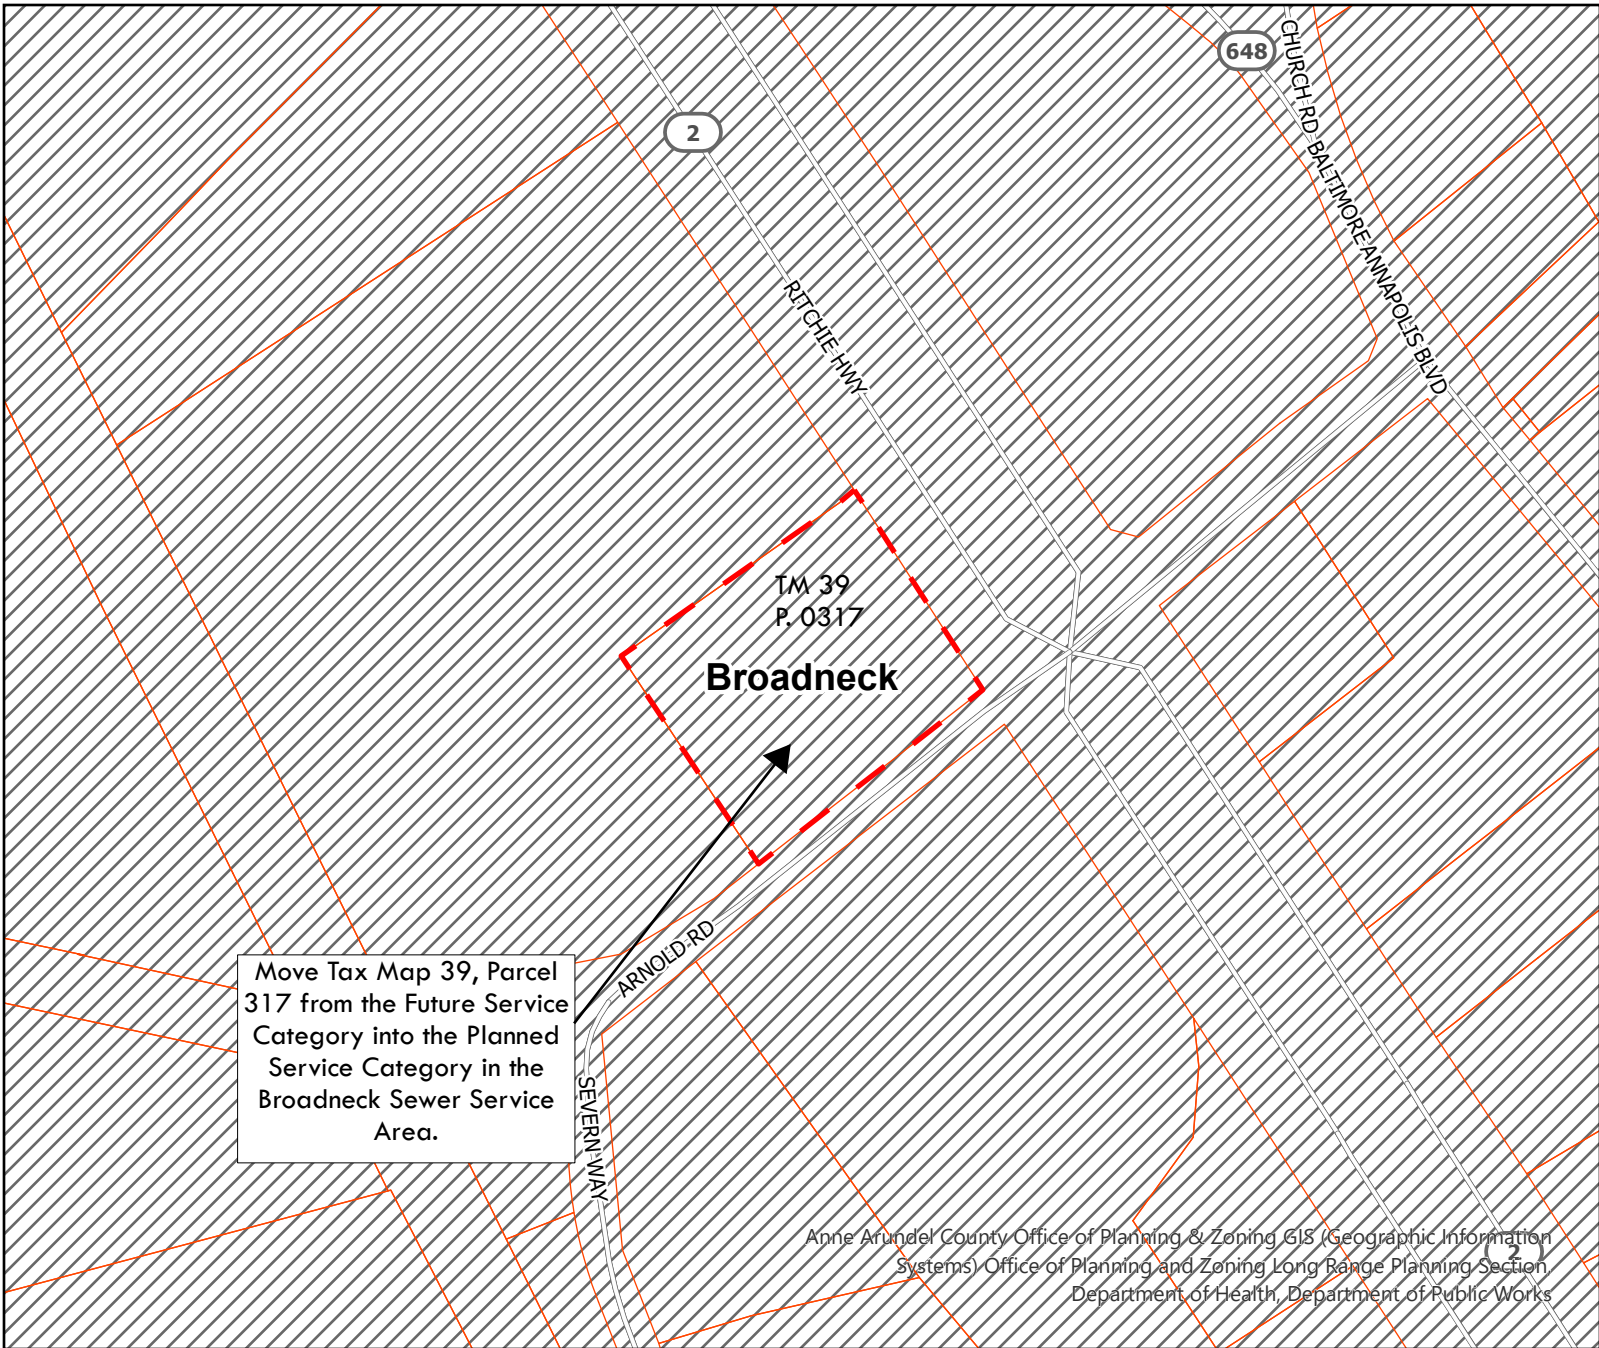 648
CHURCH RD
BALTIMORE ANNAPOLIS BLVD
2
RITCHIE HWY
TM 39
P. 0317
Broadneck
ARNOLD RD
Move Tax Map 39, Parcel
317 from the Future Service
Category into the Planned
Service Category in the
Broadneck Sewer Service
Area.
SEVERN WAY
Anne Arundel County Office of Planning & Zoning GIS (Geographic Information
Systems) Office of Planning and Zoning Long Range Planning Section,
Department of Health, Department of Public Works
2